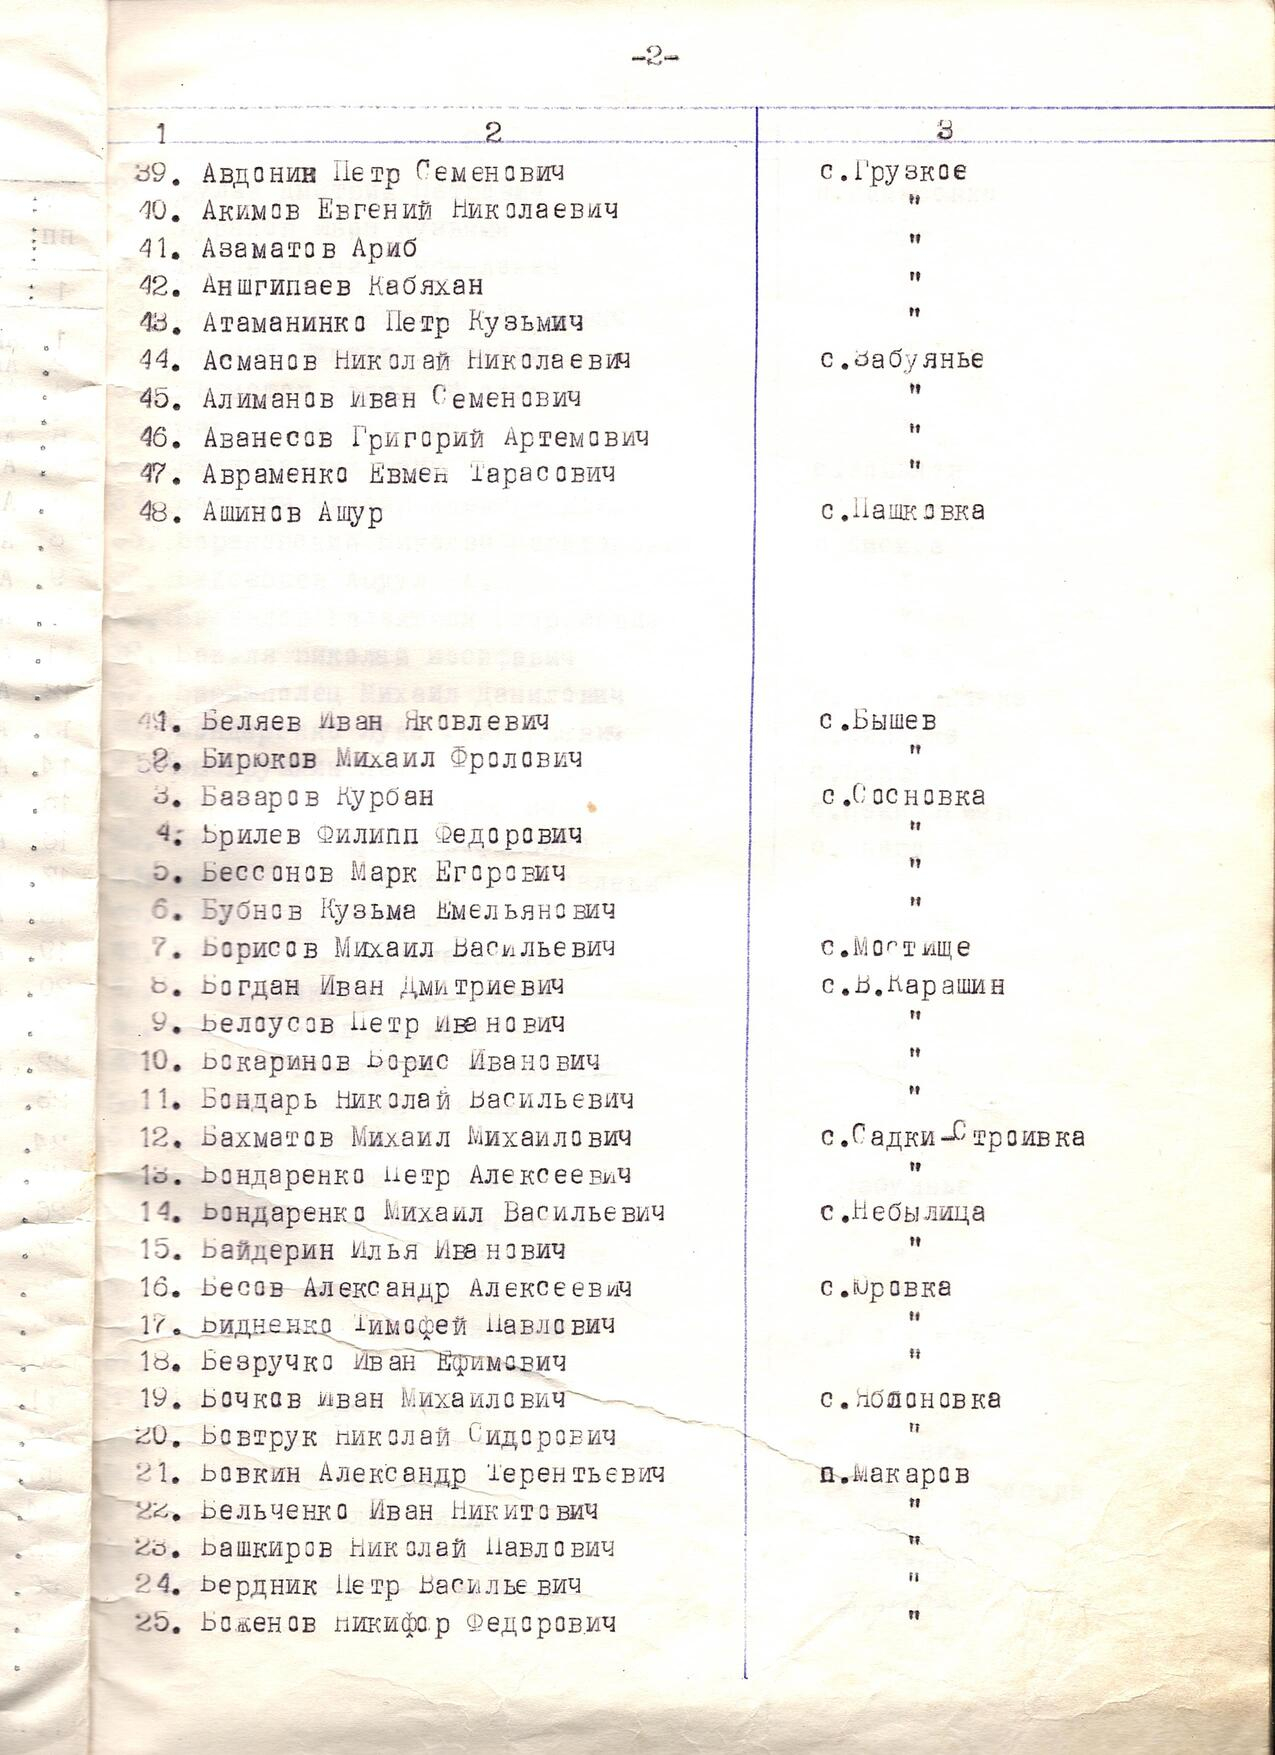 -2-
1 2 3
39. Авдонин Петр Семенович с.Грузкое
40. Акимов Евгений Николаевич "
41. Азаматов Ариб "
42. Аншгипаев Кабяхан "
43. Атаманинко Петр Кузьмич "
44. Асманов Николай Николаевич с.Забуянье
45. Алиманов Иван Семенович "
46. Аванесов Григорий Артемович "
47. Авраменко Евмен Тарасович "
48. Ашинов Ашур с.Пашковка
Беляев Иван Яковлевич с.Бышев
2. Бирюков Михаил Фролович "
3. Базаров Курбан с.Сосновка
4. Брилев Филипп Федорович "
5. Бессонов Марк Егорович "
6. Бубнов Кузьма Емельянович "
7. Борисов Михаил Васильевич с.Мостище
8. Богдан Иван Дмитриевич с.В.Карашин
9. Белоусов Петр Иванович "
10. Бокаринов Борис Иванович "
11. Бондарь Николай Васильевич "
12. Бахматов Михаил Михаилович с.Садки-Строивка
13. Бондаренко Петр Алексеевич "
14. Бондаренко Михаил Васильевич с.Небылица
15. Байдерин Илья Иванович "
16. Бесов Александр Алексеевич с.Юровка
17. Бидненко Тимофей Павлович "
18. Безручко Иван Ефимович "
19. Бочков Иван Михаилович с.Яблоновка
20. Бовтрук Николай Сидорович "
21. Бовкин Александр Терентьевич п.Макаров
22. Бельченко Иван Никитович "
23. Башкиров Николай Павлович "
24. Бердник Петр Васильевич "
25. Боженов Никифор Федорович "